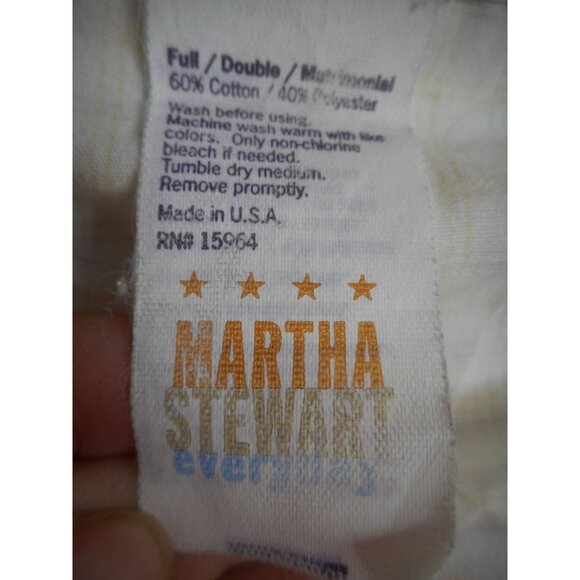 Full / Double / Matrimonial
60% Cotton / 40% Polyester
Wash before using.
Machine wash warm with like
colors. Only non-chlorine
bleach if needed.
Tumble dry medium.
Remove promptly.
Made in U.S.A.
RN# 15964
MARTHA
STEWART
everyday